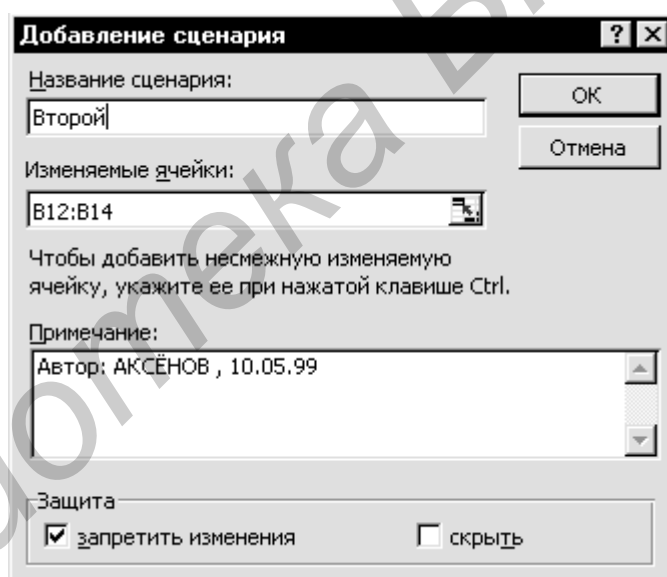 Добавление сценария
Название сценария:
Второй
ОК
Отмена
Изменяемые ячейки:
B12:B14
Чтобы добавить несмежную изменяемую
ячейку, укажите ее при нажатой клавише Ctrl.
Примечание:
Автор: АКСЁНОВ , 10.05.99
Защита
запретить изменения
скрыть